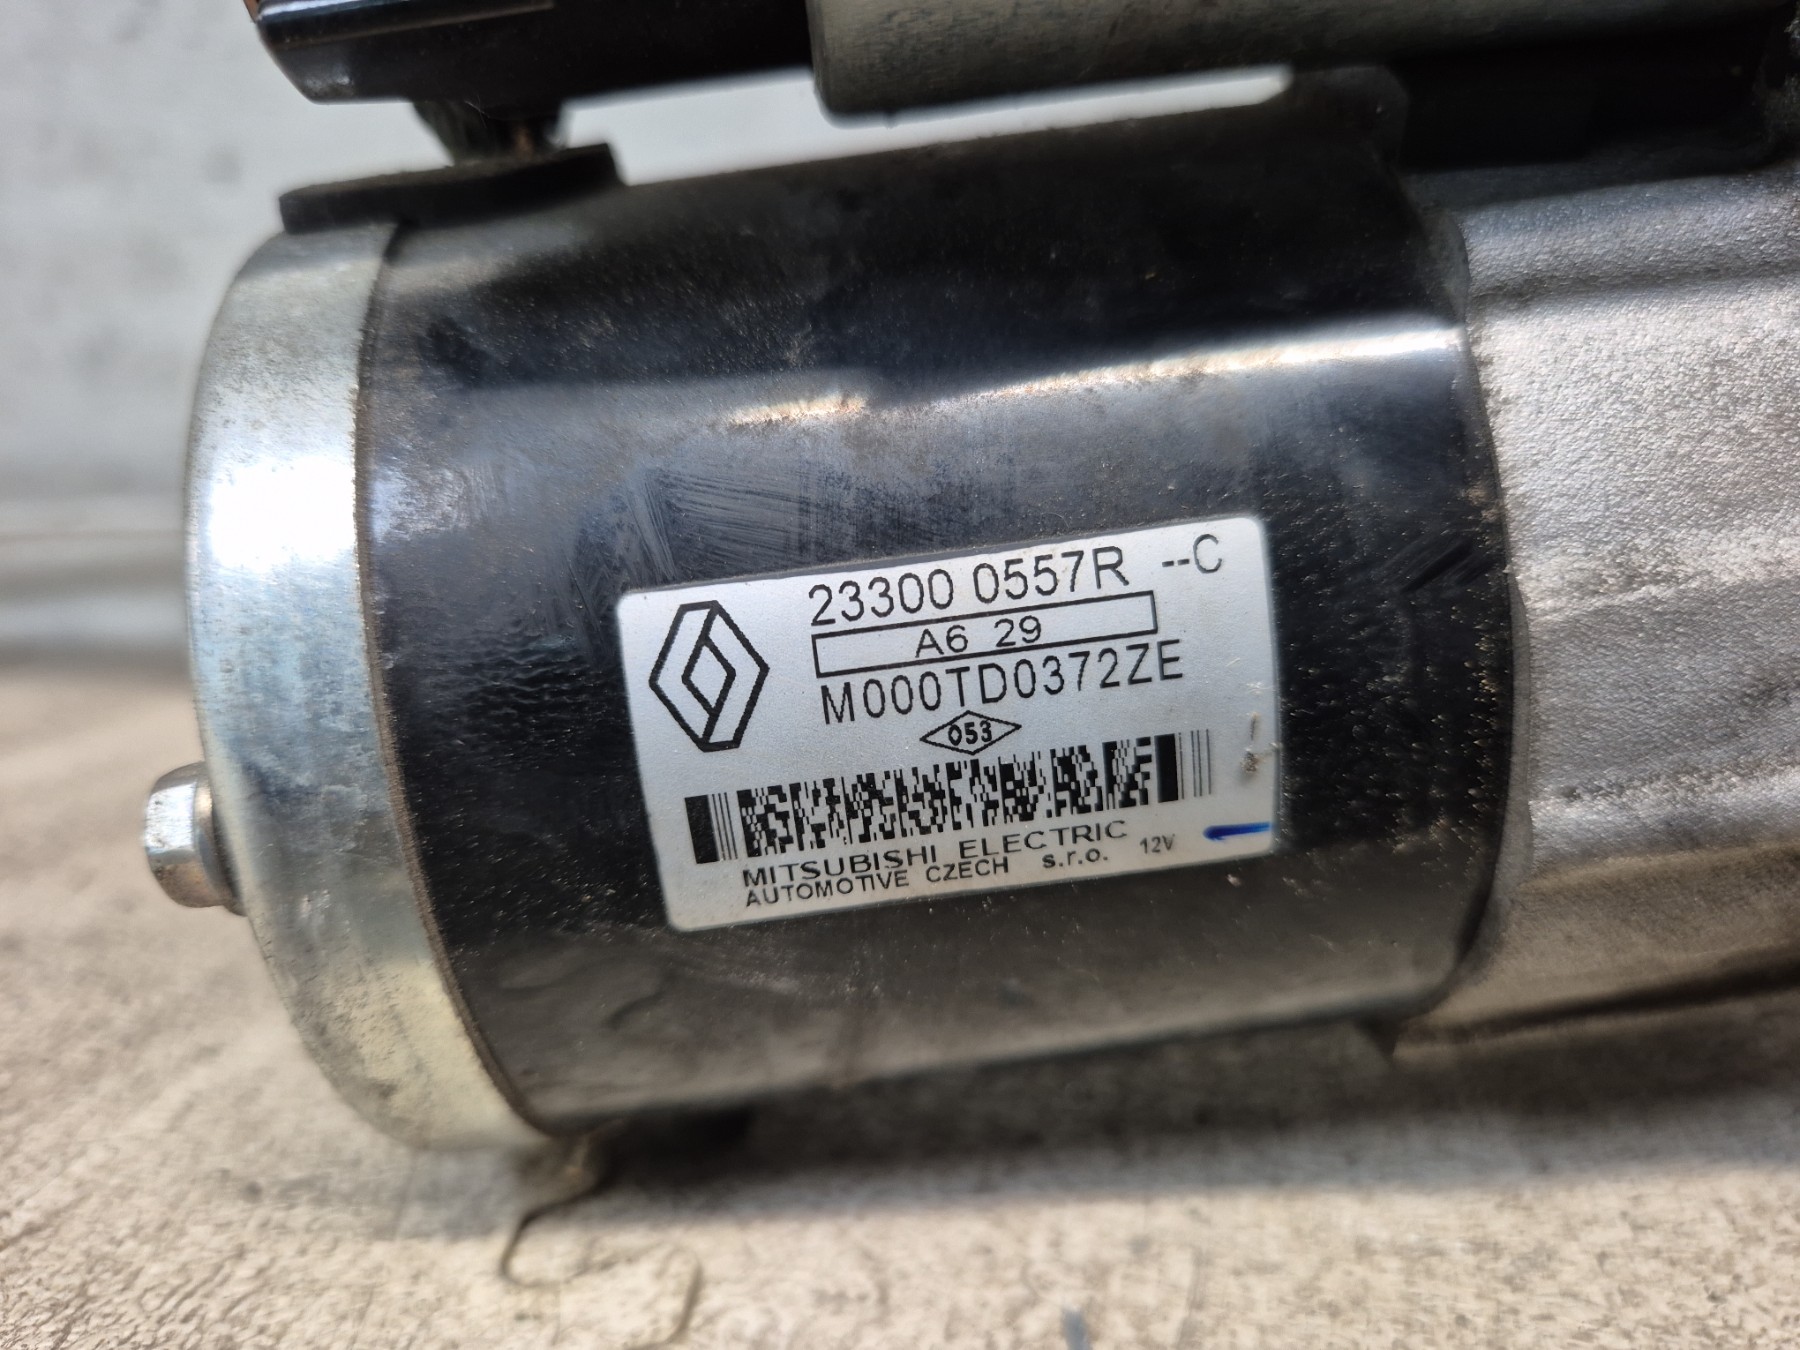 23300 0557R --C
A6 29
M000TD0372ZE
053
MITSUBISHI ELECTRIC
AUTOMOTIVE CZECH s.r.o. 12V